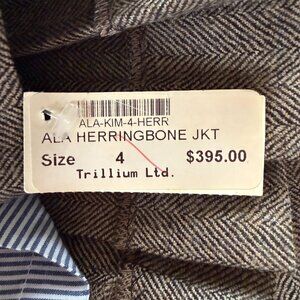 ALA-KIM-4-HERR
ALA HERRINGBONE JKT
Size 4 $395.00
Trillium Ltd.